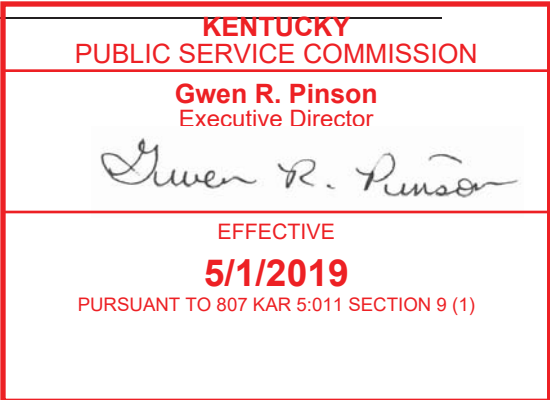 KENTUCKY
PUBLIC SERVICE COMMISSION
Gwen R. Pinson
Executive Director
Gwen R. Pinson
EFFECTIVE
5/1/2019
PURSUANT TO 807 KAR 5:011 SECTION 9 (1)